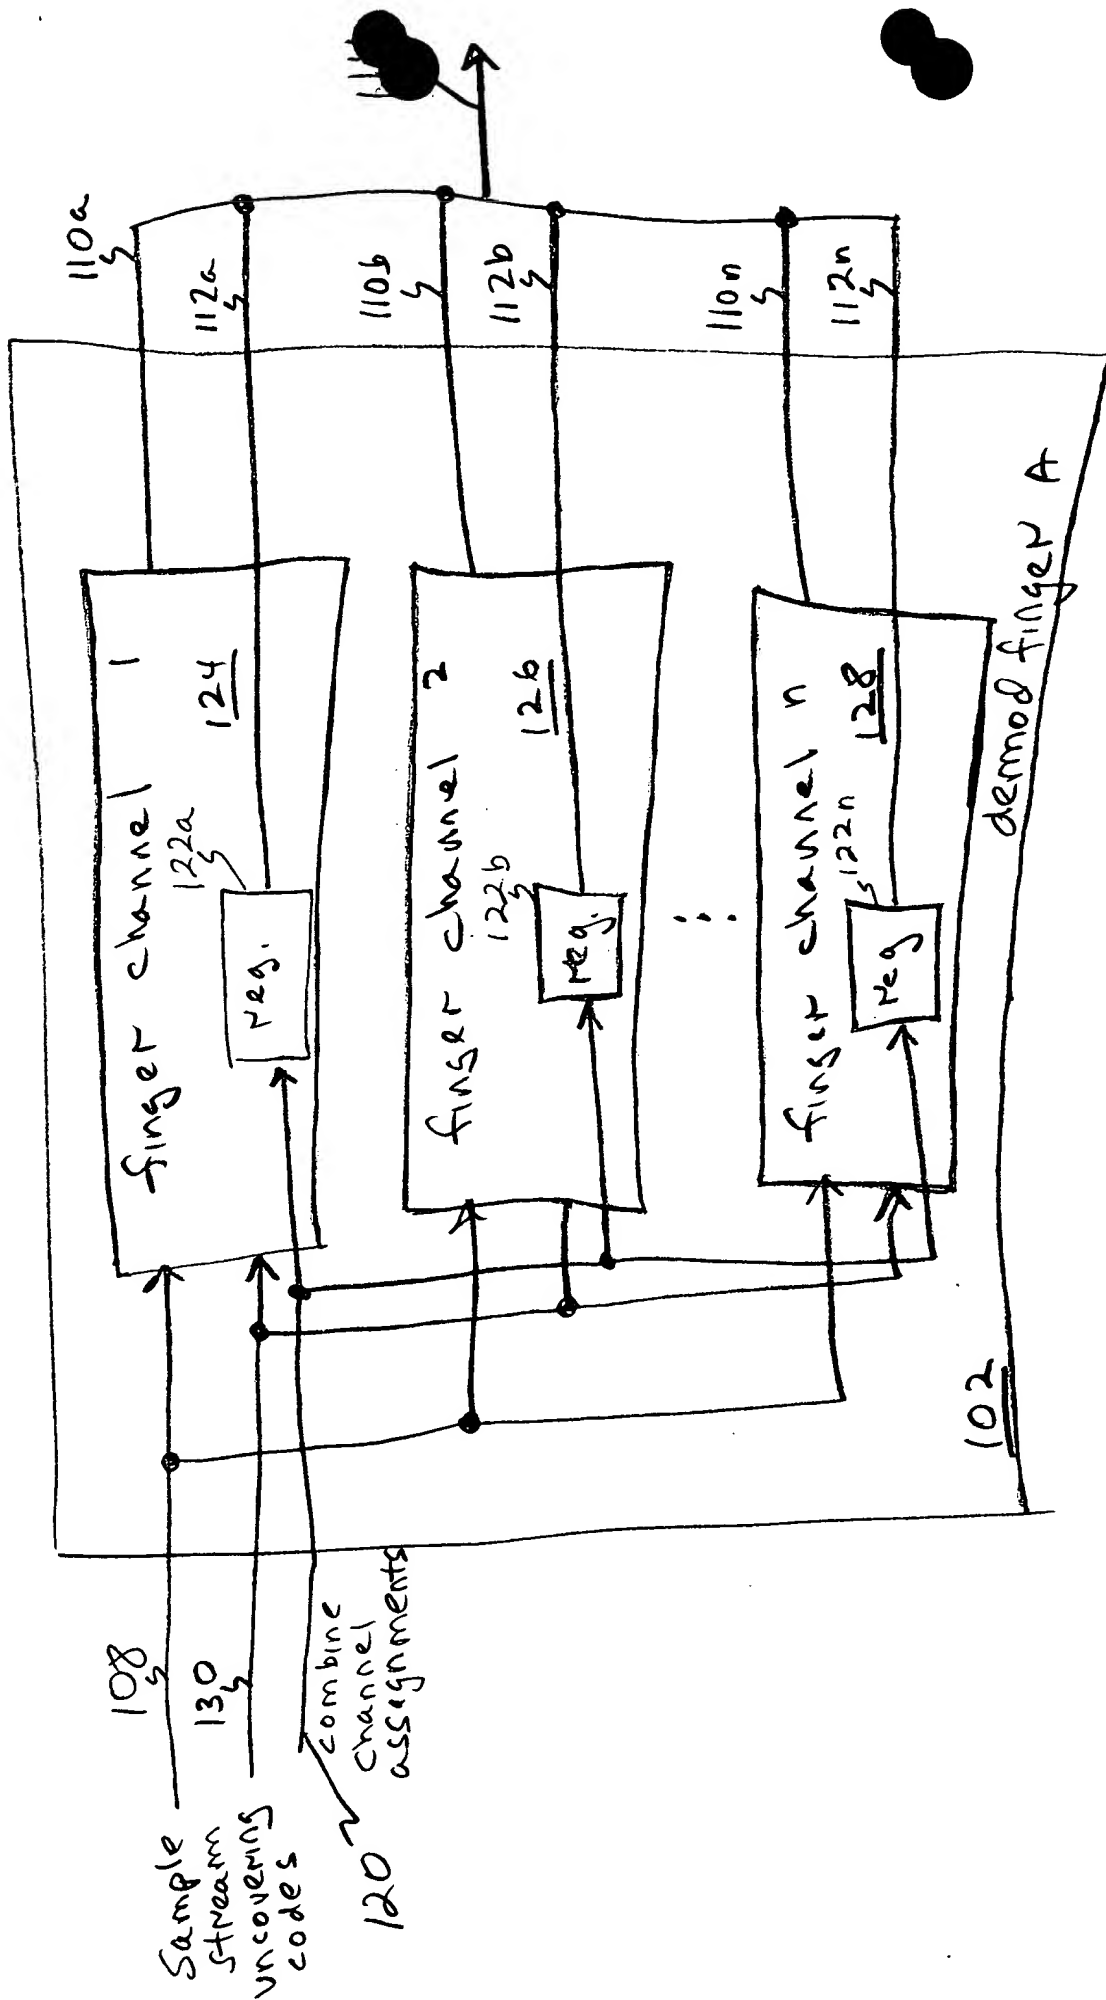 Sample
stream
108
uncovering
codes
130
combine
channel
assignments
120
finger channel 1
122a
reg.
124
110a
112a
finger channel 2
122b
reg.
126
110b
112b
finger channel n
122n
reg
128
110n
112n
102
demod finger A